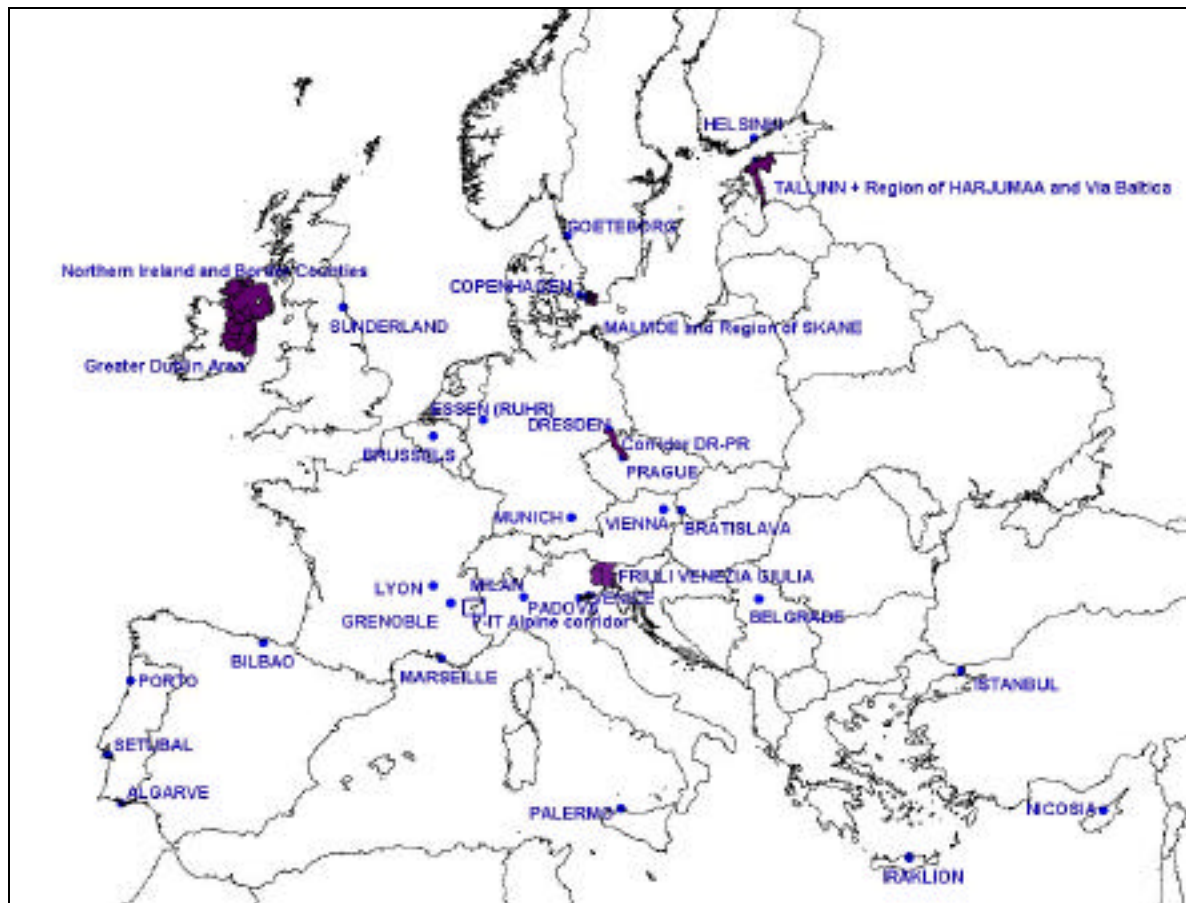 HELSINKI
TALLINN + Region of HARJUMAA and Via Baltica
GOETEBORG
Northern Ireland and Border Counties
COPENHAGEN
SUNDERLAND
MALMOE and Region of SKANE
Greater Dublin Area
ESSEN (RUHR)
DRESDEN
Corridor DR-PR
BRUSSELS
PRAGUE
MUNICH
VIENNA
BRATISLAVA
FRIULI VENEZIA GIULIA
LYON
MILAN
PADOVA
VENICE
BELGRADE
GRENOBLE
F-IT Alpine corridor
BILBAO
MARSEILLE
PORTO
ISTANBUL
SETUBAL
ALGARVE
PALERMO
NICOSIA
IRAKLION